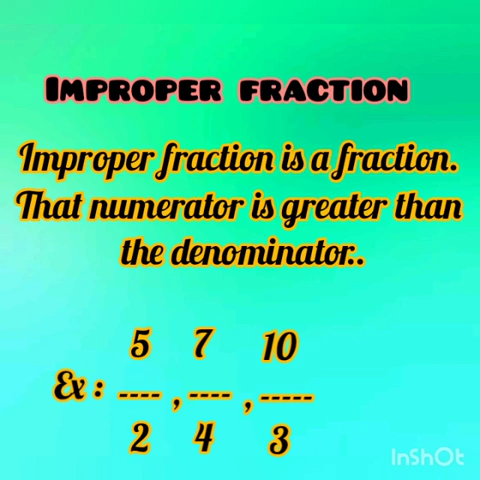 IMPROPER FRACTION
Improper fraction is a fraction.
That numerator is greater than
the denominator..
5 7 10
Ex : ---- , ---- , -----
2 4 3
InShOt